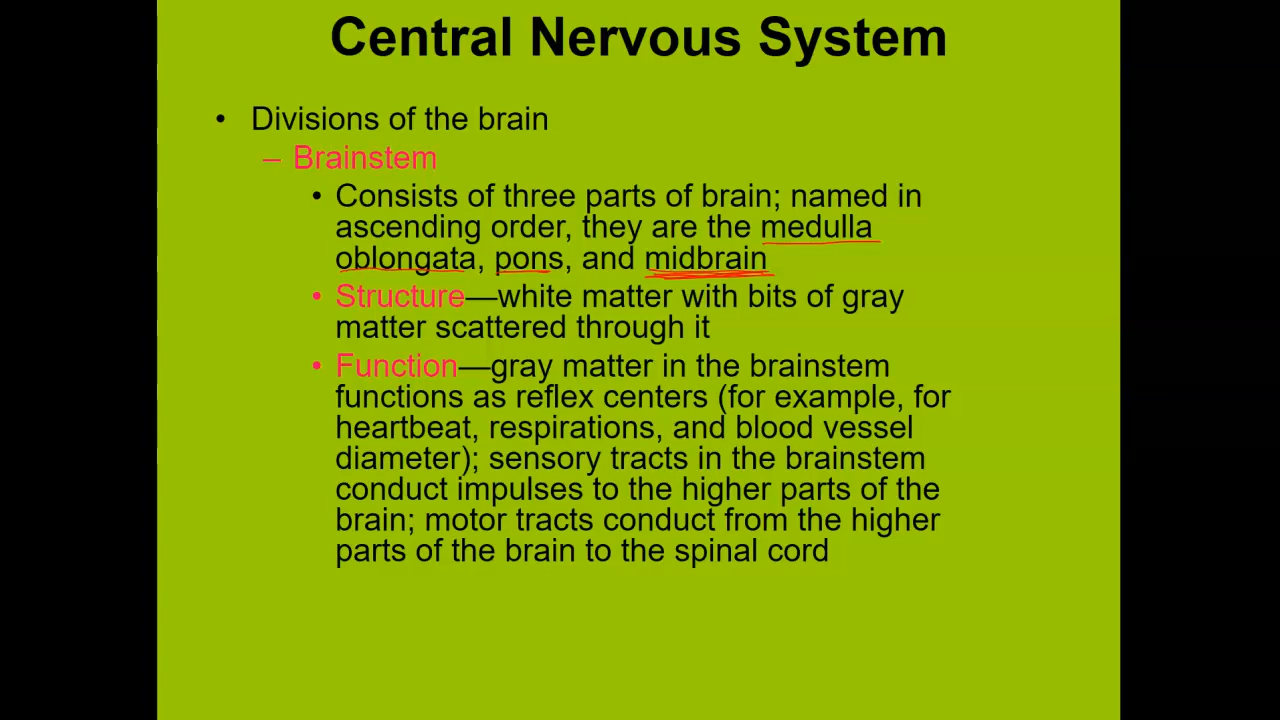 Central Nervous System
• Divisions of the brain
– Brainstem
• Consists of three parts of brain; named in
ascending order, they are the medulla
oblongata, pons, and midbrain
• Structure—white matter with bits of gray
matter scattered through it
• Function—gray matter in the brainstem
functions as reflex centers (for example, for
heartbeat, respirations, and blood vessel
diameter); sensory tracts in the brainstem
conduct impulses to the higher parts of the
brain; motor tracts conduct from the higher
parts of the brain to the spinal cord